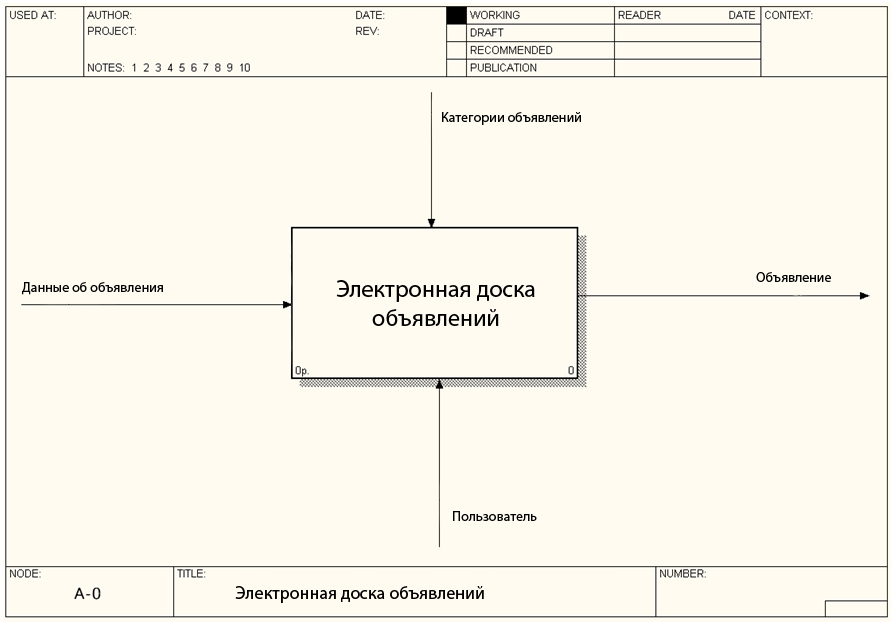 USED AT:
AUTHOR:
DATE:
PROJECT:
REV:
NOTES: 1 2 3 4 5 6 7 8 9 10
WORKING
DRAFT
RECOMMENDED
PUBLICATION
READER DATE
CONTEXT:
Категории объявлений
Данные об объявления
Электронная доска
объявлений
0р.
0
Объявление
Пользователь
NODE:
A-0
TITLE:
Электронная доска объявлений
NUMBER: